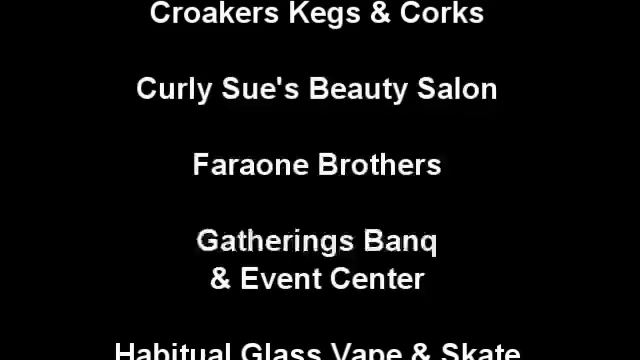 Croakers Kegs & Corks
Curly Sue's Beauty Salon
Faraone Brothers
Gatherings Banq
& Event Center
Habitual Glass Vape & Skate